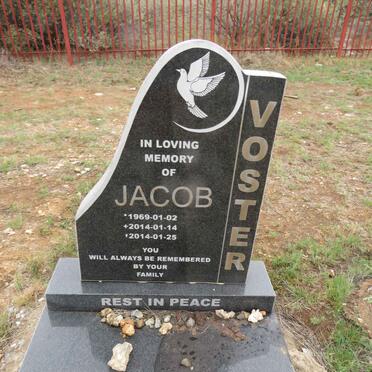 IN LOVING
MEMORY
OF
JACOB
*1969-01-02
+2014-01-14
†2014-01-25
YOU
WILL ALWAYS BE REMEMBERED
BY YOUR
FAMILY
VOSTER
REST IN PEACE